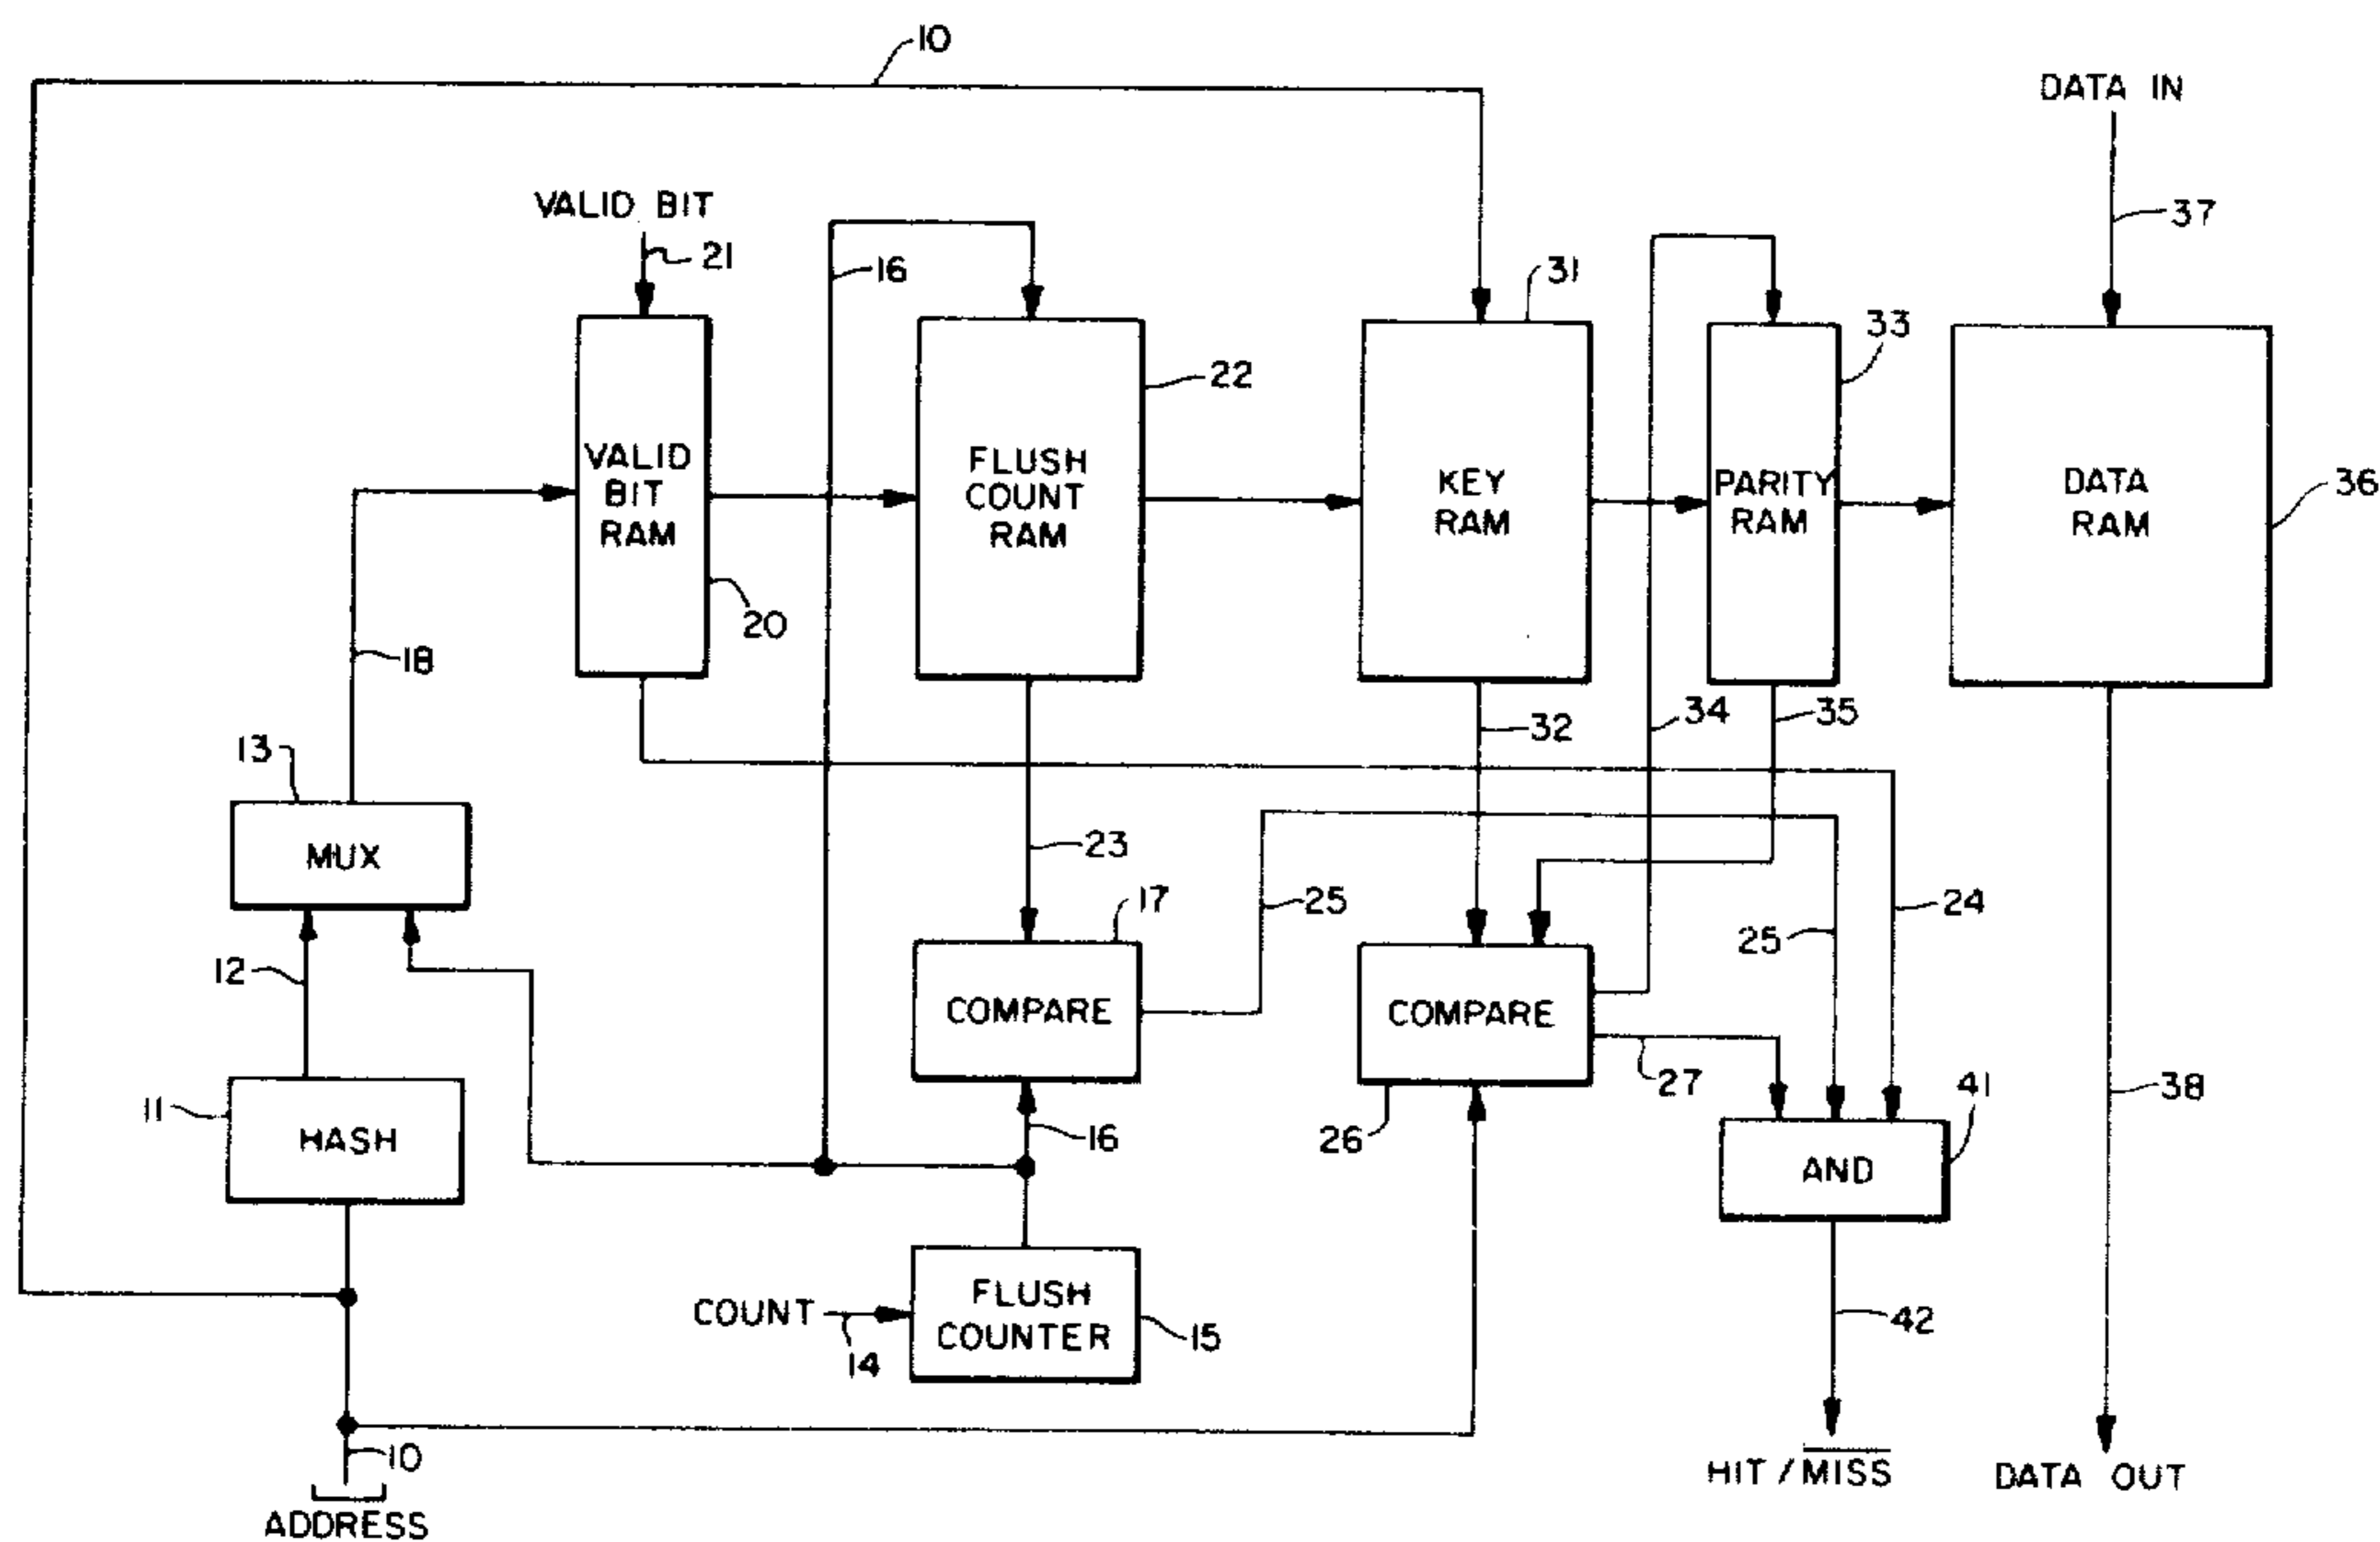 10
DATA IN
37
VALID BIT
21
16
31
33
22
VALID
BIT
RAM
FLUSH
COUNT
RAM
KEY
RAM
PARITY
RAM
DATA
RAM
36
20
18
32
34
35
13
MUX
23
17
25
24
25
12
COMPARE
COMPARE
11
HASH
16
26
27
41
AND
38
COUNT
14
FLUSH
COUNTER
15
42
10
ADDRESS
HIT / MISS
DATA OUT